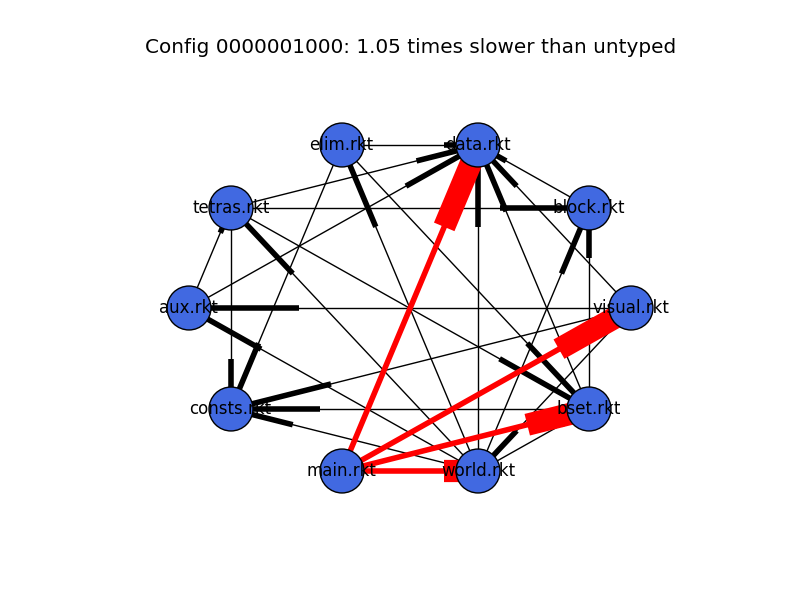 Config 0000001000: 1.05 times slower than untyped
elim.rkt
data.rkt
tetras.rkt
block.rkt
aux.rkt
visual.rkt
consts.rkt
bset.rkt
main.rkt
world.rkt